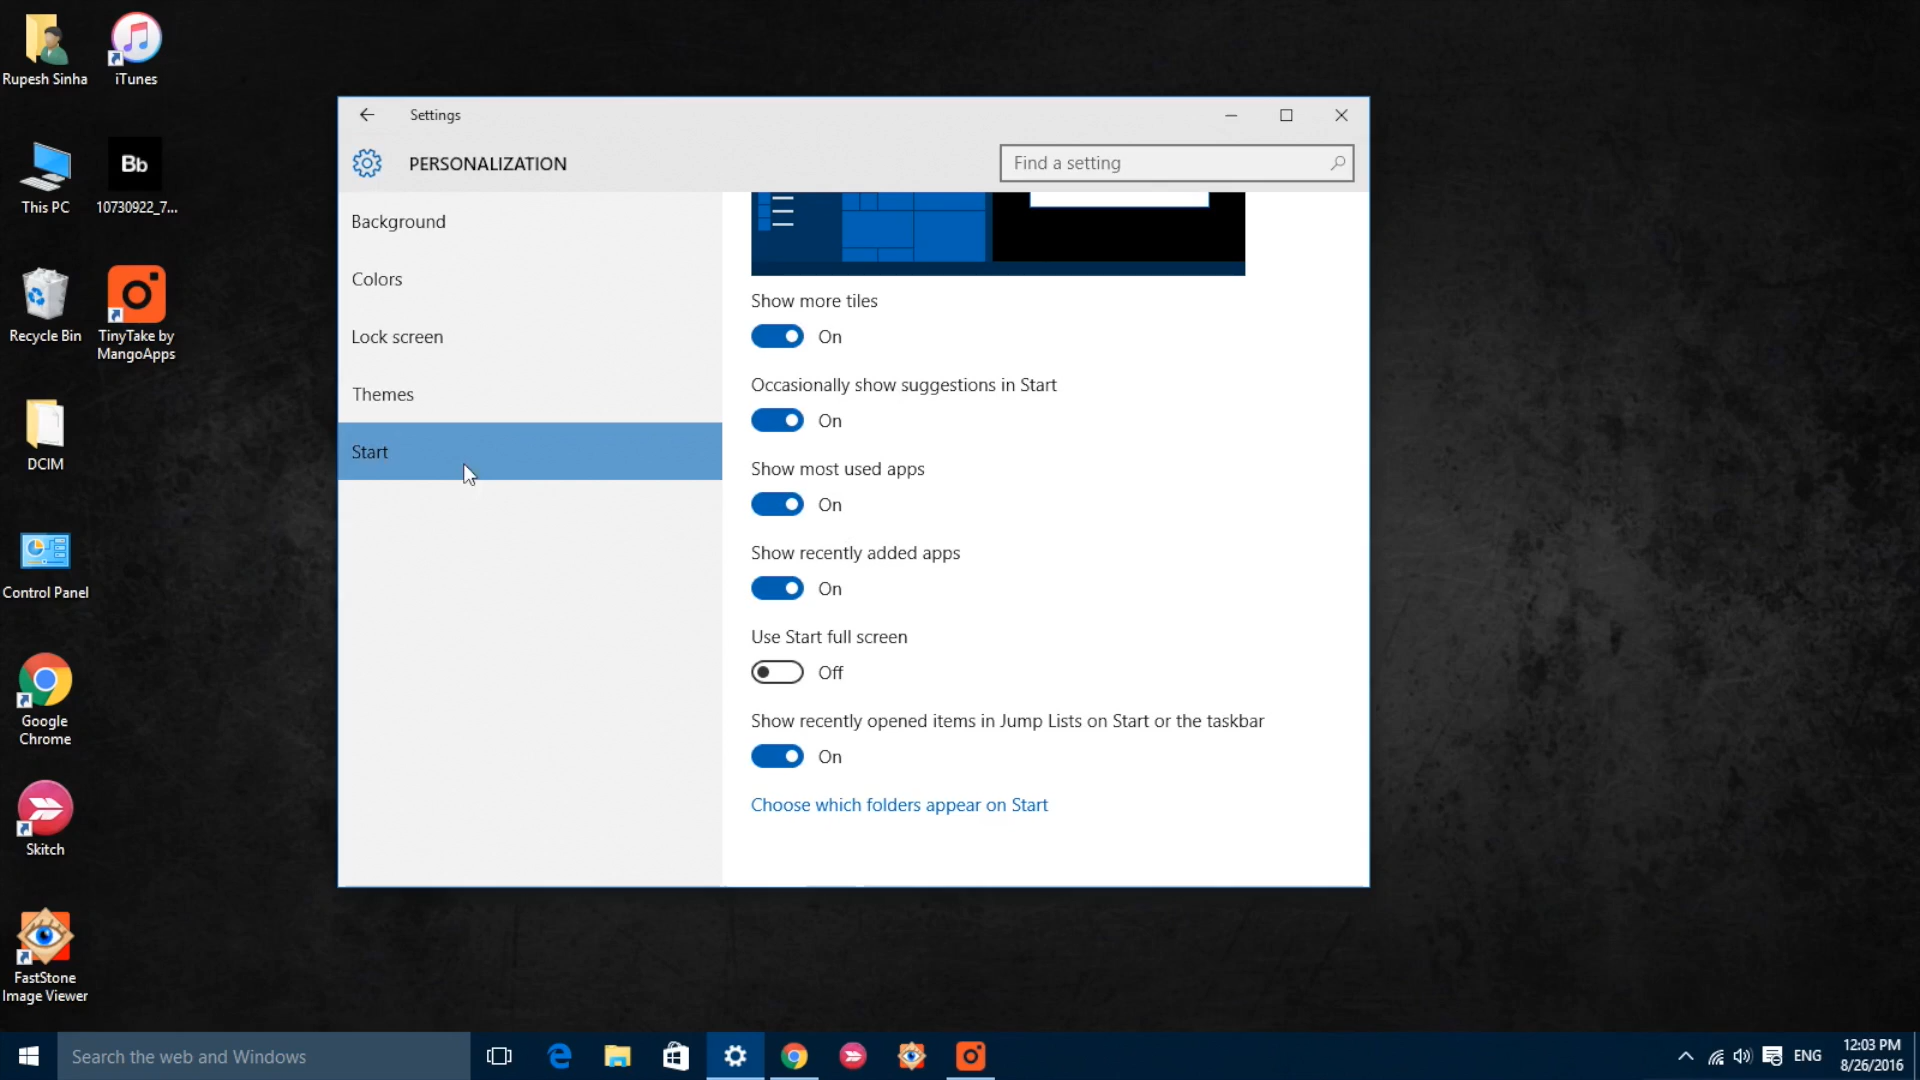 Rupesh Sinha
iTunes
This PC
Bb
10730922_7...
Recycle Bin
TinyTake by
MangoApps
DCIM
Control Panel
Google
Chrome
Skitch
FastStone
Image Viewer
Settings
PERSONALIZATION
Find a setting
Background
Colors
Lock screen
Themes
Start
Show more tiles
On
Occasionally show suggestions in Start
On
Show most used apps
On
Show recently added apps
On
Use Start full screen
Off
Show recently opened items in Jump Lists on Start or the taskbar
On
Choose which folders appear on Start
Search the web and Windows
ENG
12:03 PM
8/26/2016